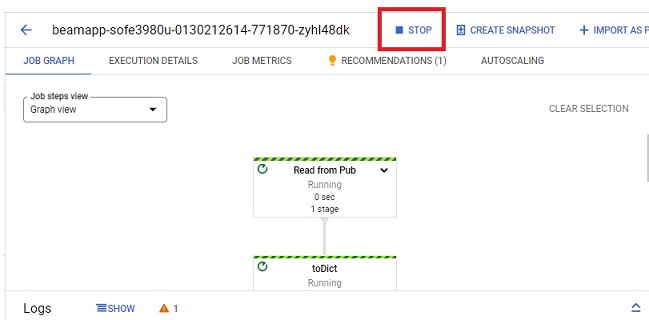 beamapp-sofe3980u-0130212614-771870-zyhl48dk STOP CREATE SNAPSHOT IMPORT AS P
JOB GRAPH EXECUTION DETAILS JOB METRICS RECOMMENDATIONS (1) AUTOSCALING
Job steps view
Graph view
CLEAR SELECTION
Read from Pub
Running
0 sec
1 stage
toDict
Running
Logs SHOW 1